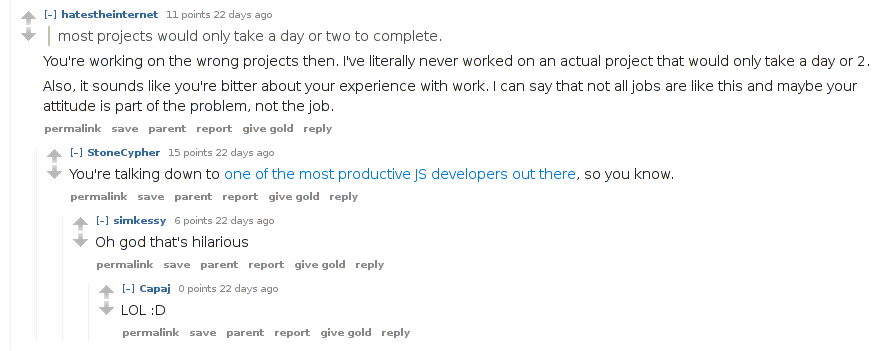 [–] hatestheinternet 11 points 22 days ago
most projects would only take a day or two to complete.
You're working on the wrong projects then. I've literally never worked on an actual project that would only take a day or 2.
Also, it sounds like you're bitter about your experience with work. I can say that not all jobs are like this and maybe your
attitude is part of the problem, not the job.
permalink save parent report give gold reply
[–] StoneCypher 15 points 22 days ago
You're talking down to one of the most productive JS developers out there, so you know.
permalink save parent report give gold reply
[–] simkessy 6 points 22 days ago
Oh god that's hilarious
permalink save parent report give gold reply
[–] Capaj 0 points 22 days ago
LOL :D
permalink save parent report give gold reply